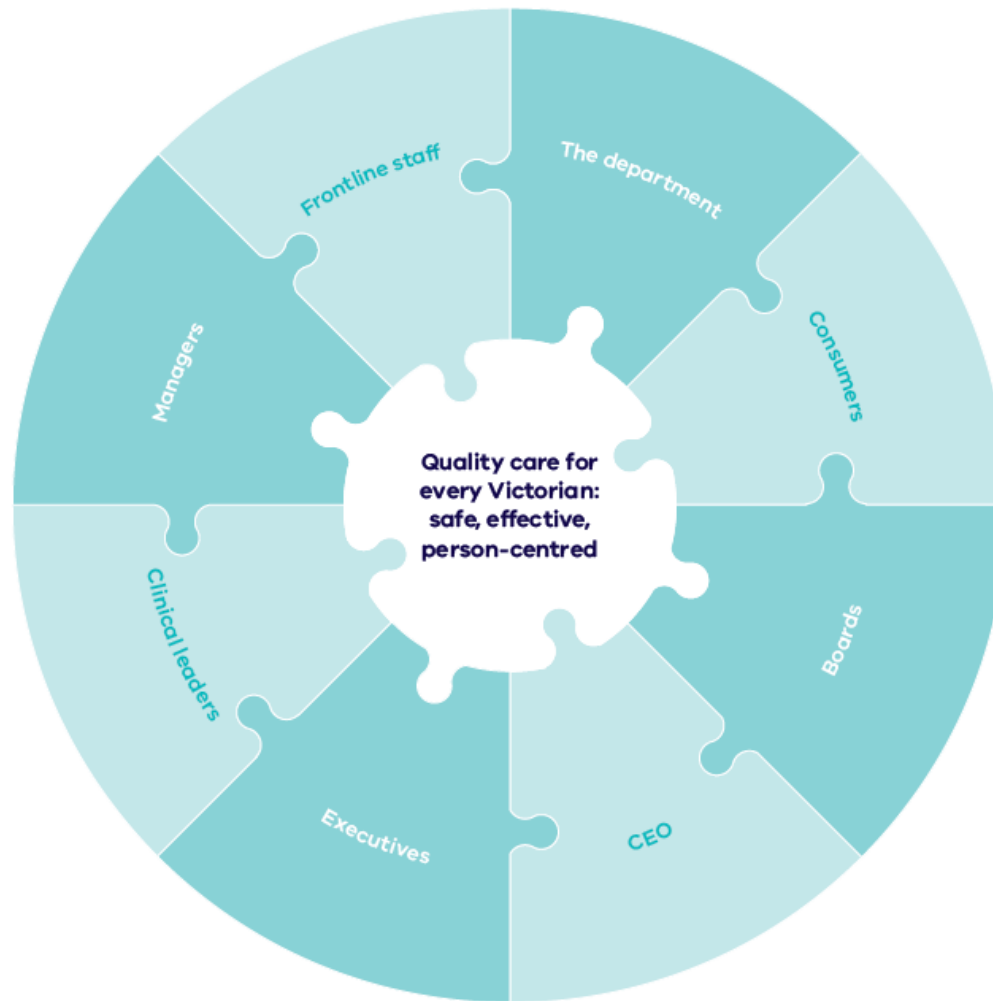 The department
Consumers
Boards
CEO
Executives
Clinical leaders
Managers
Frontline staff
Quality care for
every Victorian:
safe, effective,
person-centred